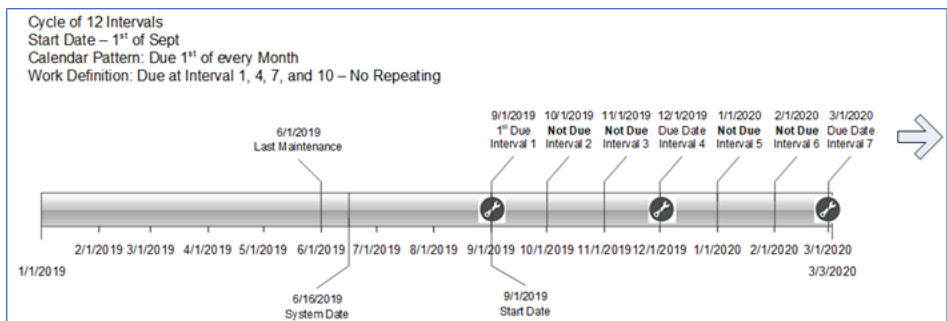 Cycle of 12 Intervals
Start Date – 1st of Sept
Calendar Pattern: Due 1st of every Month
Work Definition: Due at Interval 1, 4, 7, and 10 – No Repeating
9/1/2019 10/1/2019 11/1/2019 12/1/2019 1/1/2020 2/1/2020 3/1/2020
1st Due Not Due Not Due Due Date Not Due Not Due Due Date
Interval 1 Interval 2 Interval 3 Interval 4 Interval 5 Interval 6 Interval 7
6/1/2019
Last Maintenance
2/1/2019 3/1/2019 4/1/2019 5/1/2019 6/1/2019 7/1/2019 8/1/2019 9/1/2019 10/1/2019 11/1/2019 12/1/2019 1/1/2020 2/1/2020 3/1/2020
1/1/2019 3/3/2020
6/16/2019 9/1/2019
System Date Start Date